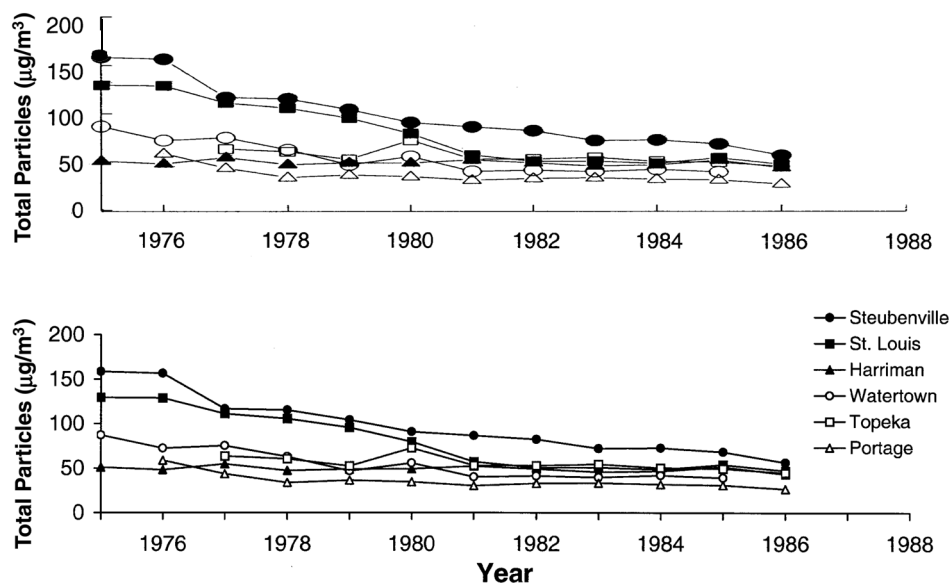 Total Particles (µg/m³)
200
150
100
50
0
1976 1978 1980 1982 1984 1986 1988
Total Particles (µg/m³)
200
150
100
50
0
1976 1978 1980 1982 1984 1986 1988
Year
Steubenville
St. Louis
Harriman
Watertown
Topeka
Portage